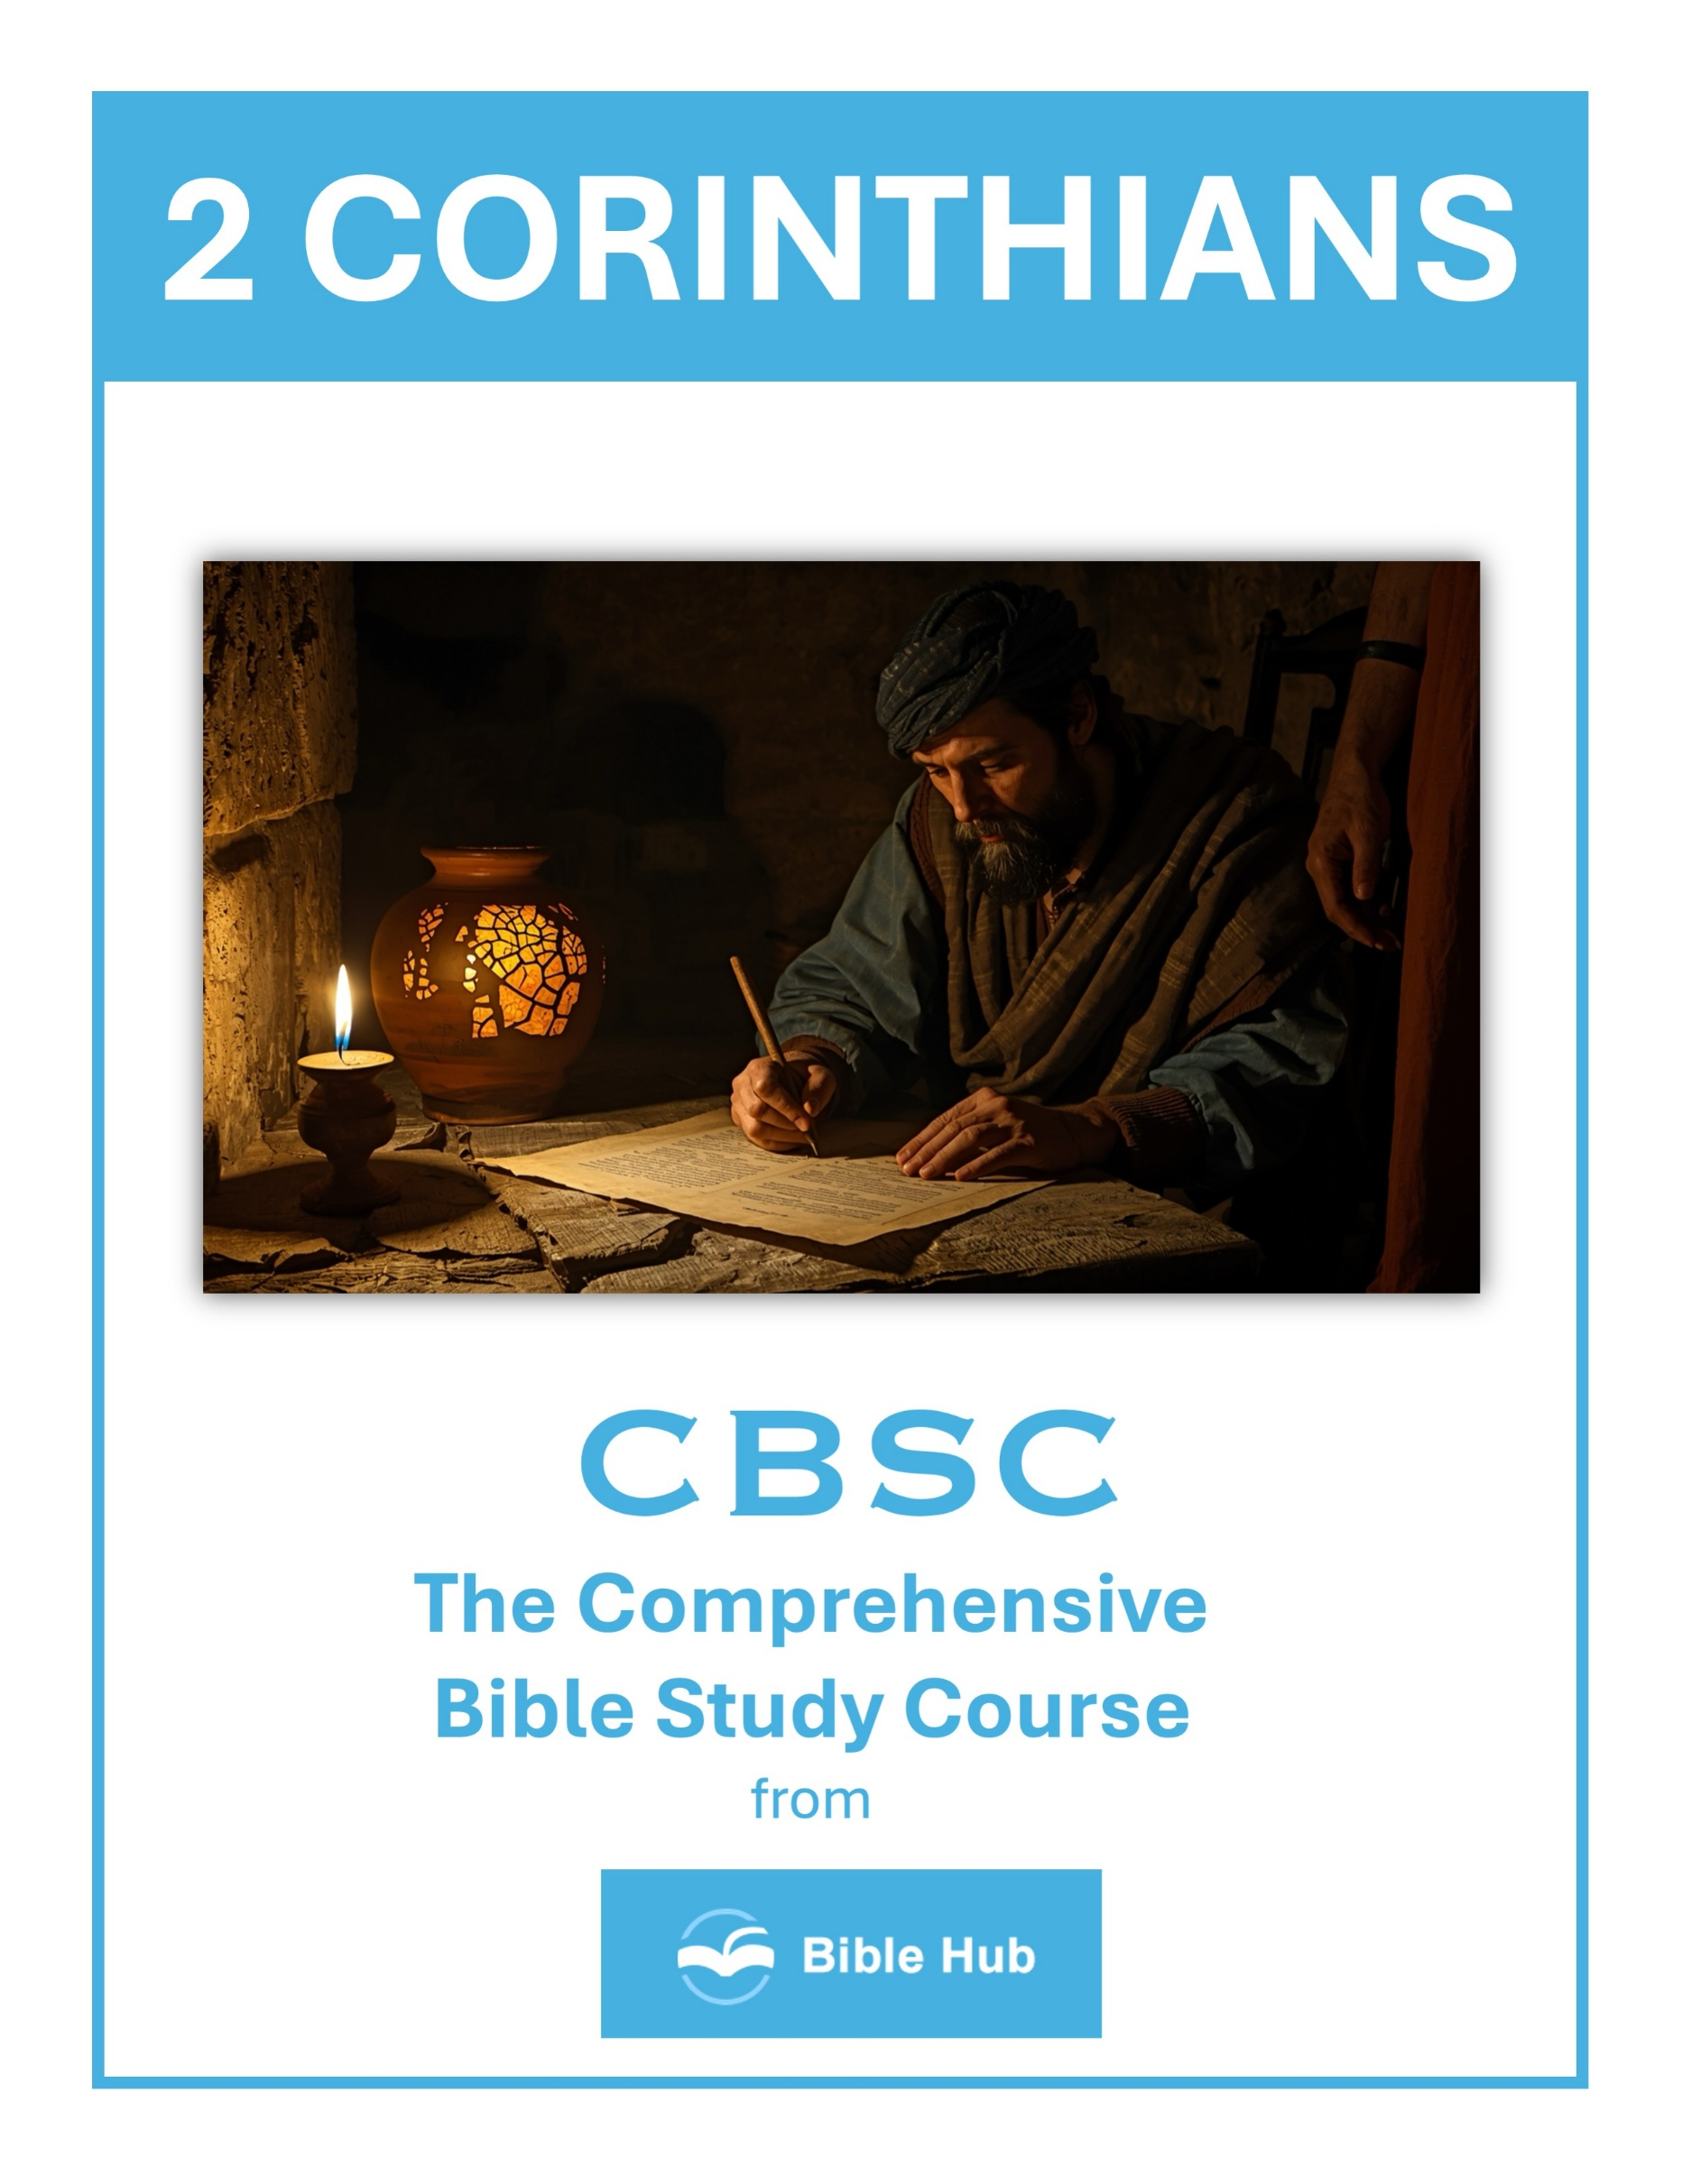 2 CORINTHIANS
CBSC
The Comprehensive
Bible Study Course
from
Bible Hub